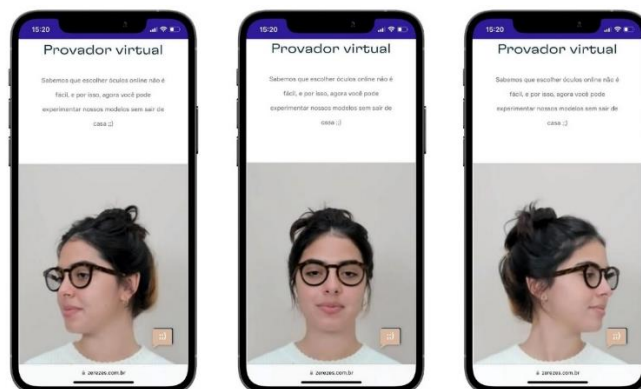 15:20
Provador virtual
Sabemos que escolher óculos online não é
fácil, e por isso, agora você pode
experimentar nossos modelos sem sair de
casa ;)
:)
zerezes.com.br
15:20
Provador virtual
Sabemos que escolher óculos online não é
fácil, e por isso, agora você pode
experimentar nossos modelos sem sair de
casa ;)
:)
zerezes.com.br
15:20
Provador virtual
Sabemos que escolher óculos online não é
fácil, e por isso, agora você pode
experimentar nossos modelos sem sair de
casa ;)
:)
zerezes.com.br